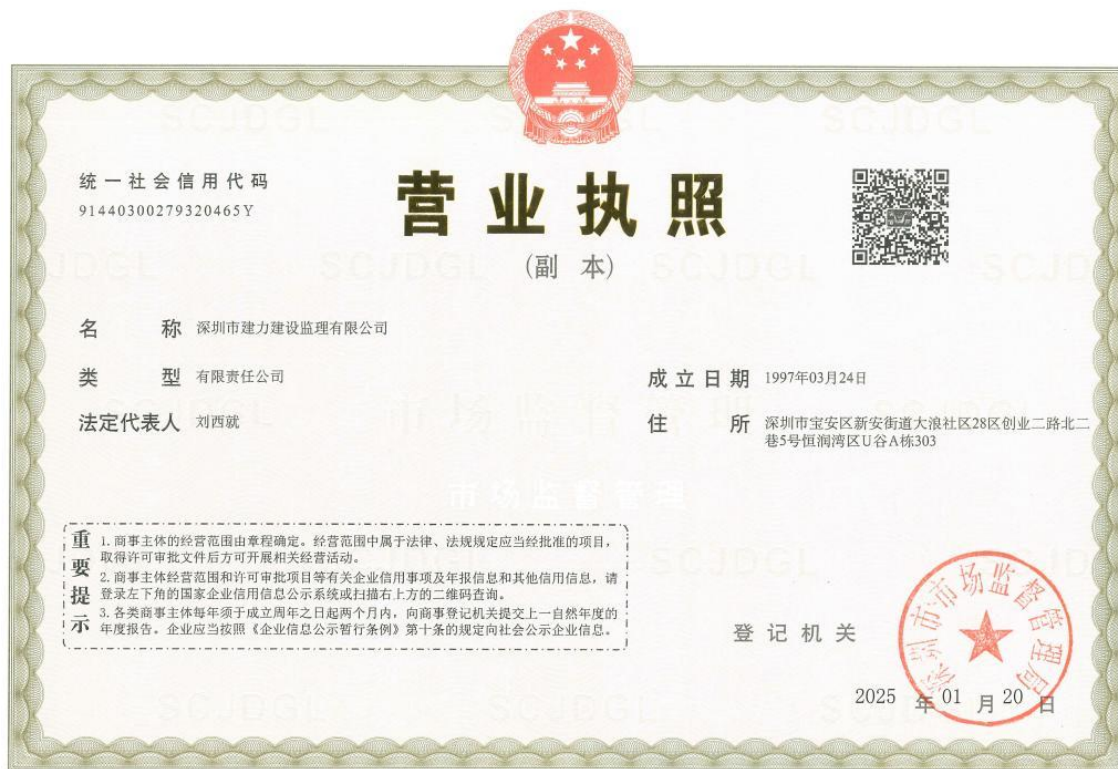 统一社会信用代码
91440300279320465Y
营业执照
(副 本)
名 称 深圳市建力建设监理有限公司
类 型 有限责任公司
法定代表人 刘西就
成立日期 1997年03月24日
住 所 深圳市宝安区新安街道大浪社区28区创业二路北二
巷5号恒润湾区U谷A栋303
重要提示
1. 商事主体的经营范围由章程确定。经营范围中属于法律、法规规定应当经批准的项目，
取得许可审批文件后方可开展相关经营活动。
2. 商事主体经营范围和许可审批项目等有关企业信用事项及年报信息和其他信用信息，请
登录左下角的国家企业信用信息公示系统或扫描右上方的二维码查询。
3. 各类商事主体每年须于成立周年之日起两个月内，向商事登记机关提交上一自然年度的
年度报告。企业应当按照《企业信息公示暂行条例》第十条的规定向社会公示企业信息。
登记机关
深圳市市场监督管理局
2025 年 01 月 20 日
SCJDGL
市场监督管理